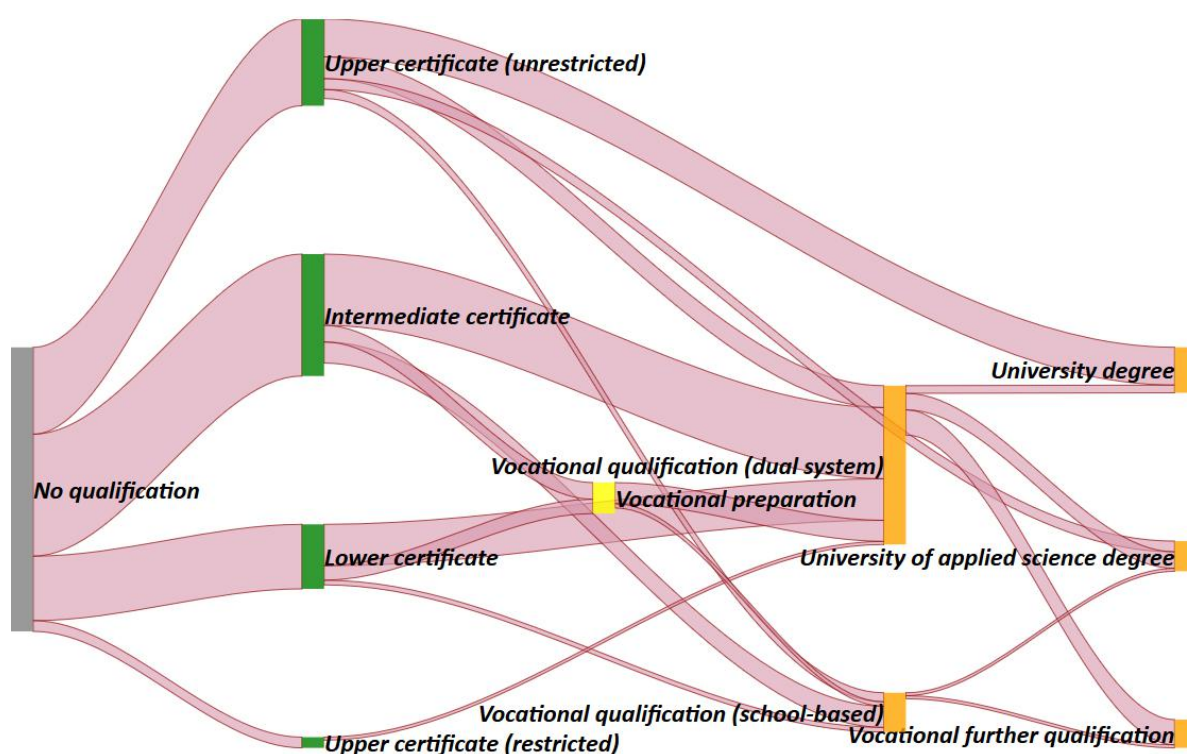 Upper certificate (unrestricted)
Intermediate certificate
University degree
Vocational qualification (dual system)
No qualification
Vocational preparation
Lower certificate
University of applied science degree
Vocational qualification (school-based)
Vocational further qualification
Upper certificate (restricted)